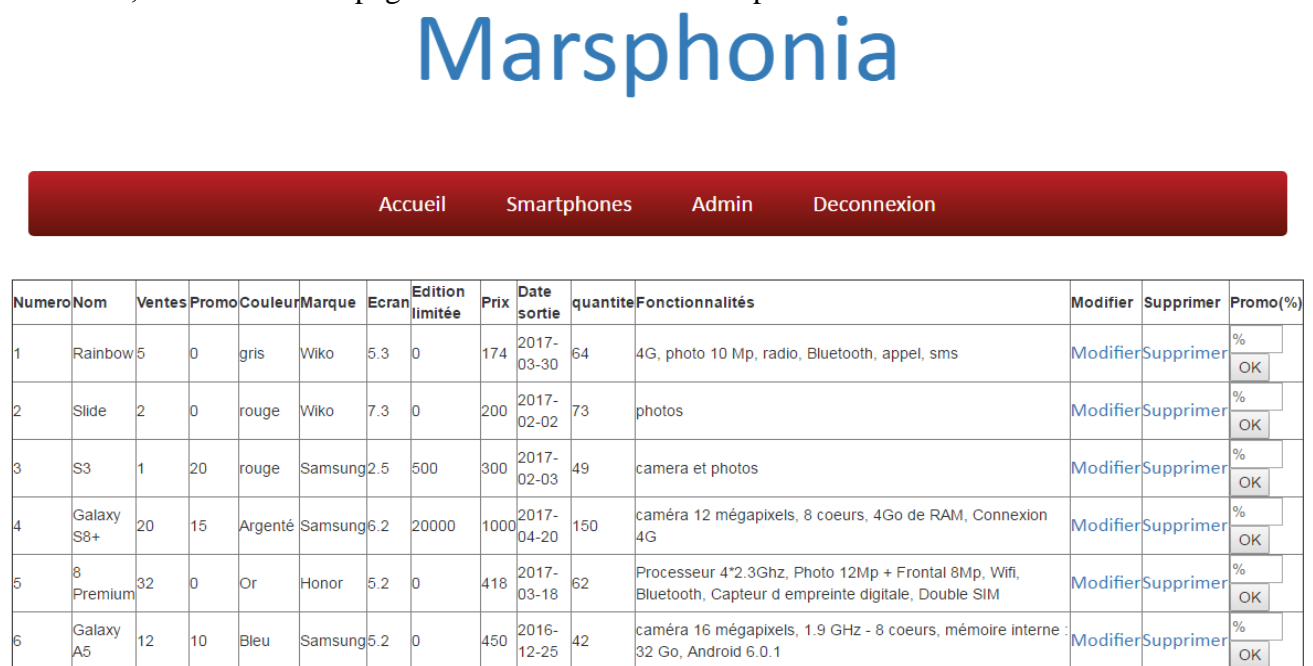 Marsphonia
Accueil Smartphones Admin Deconnexion
Numero Nom Ventes Promo Couleur Marque Ecran Edition limitée Prix Date sortie quantite Fonctionnalités Modifier Supprimer Promo(%)
1 Rainbow 5 0 gris Wiko 5.3 0 174 2017-03-30 64 4G, photo 10 Mp, radio, Bluetooth, appel, sms Modifier Supprimer % OK
2 Slide 2 0 rouge Wiko 7.3 0 200 2017-02-02 73 photos Modifier Supprimer % OK
3 S3 1 20 rouge Samsung 2.5 500 300 2017-02-03 49 camera et photos Modifier Supprimer % OK
4 Galaxy S8+ 20 15 Argenté Samsung 6.2 20000 1000 2017-04-20 150 caméra 12 mégapixels, 8 coeurs, 4Go de RAM, Connexion 4G Modifier Supprimer % OK
5 8 Premium 32 0 Or Honor 5.2 0 418 2017-03-18 62 Processeur 4*2.3Ghz, Photo 12Mp + Frontal 8Mp, Wifi, Bluetooth, Capteur d empreinte digitale, Double SIM Modifier Supprimer % OK
6 Galaxy A5 12 10 Bleu Samsung 5.2 0 450 2016-12-25 42 caméra 16 mégapixels, 1.9 GHz - 8 coeurs, mémoire interne : 32 Go, Android 6.0.1 Modifier Supprimer % OK